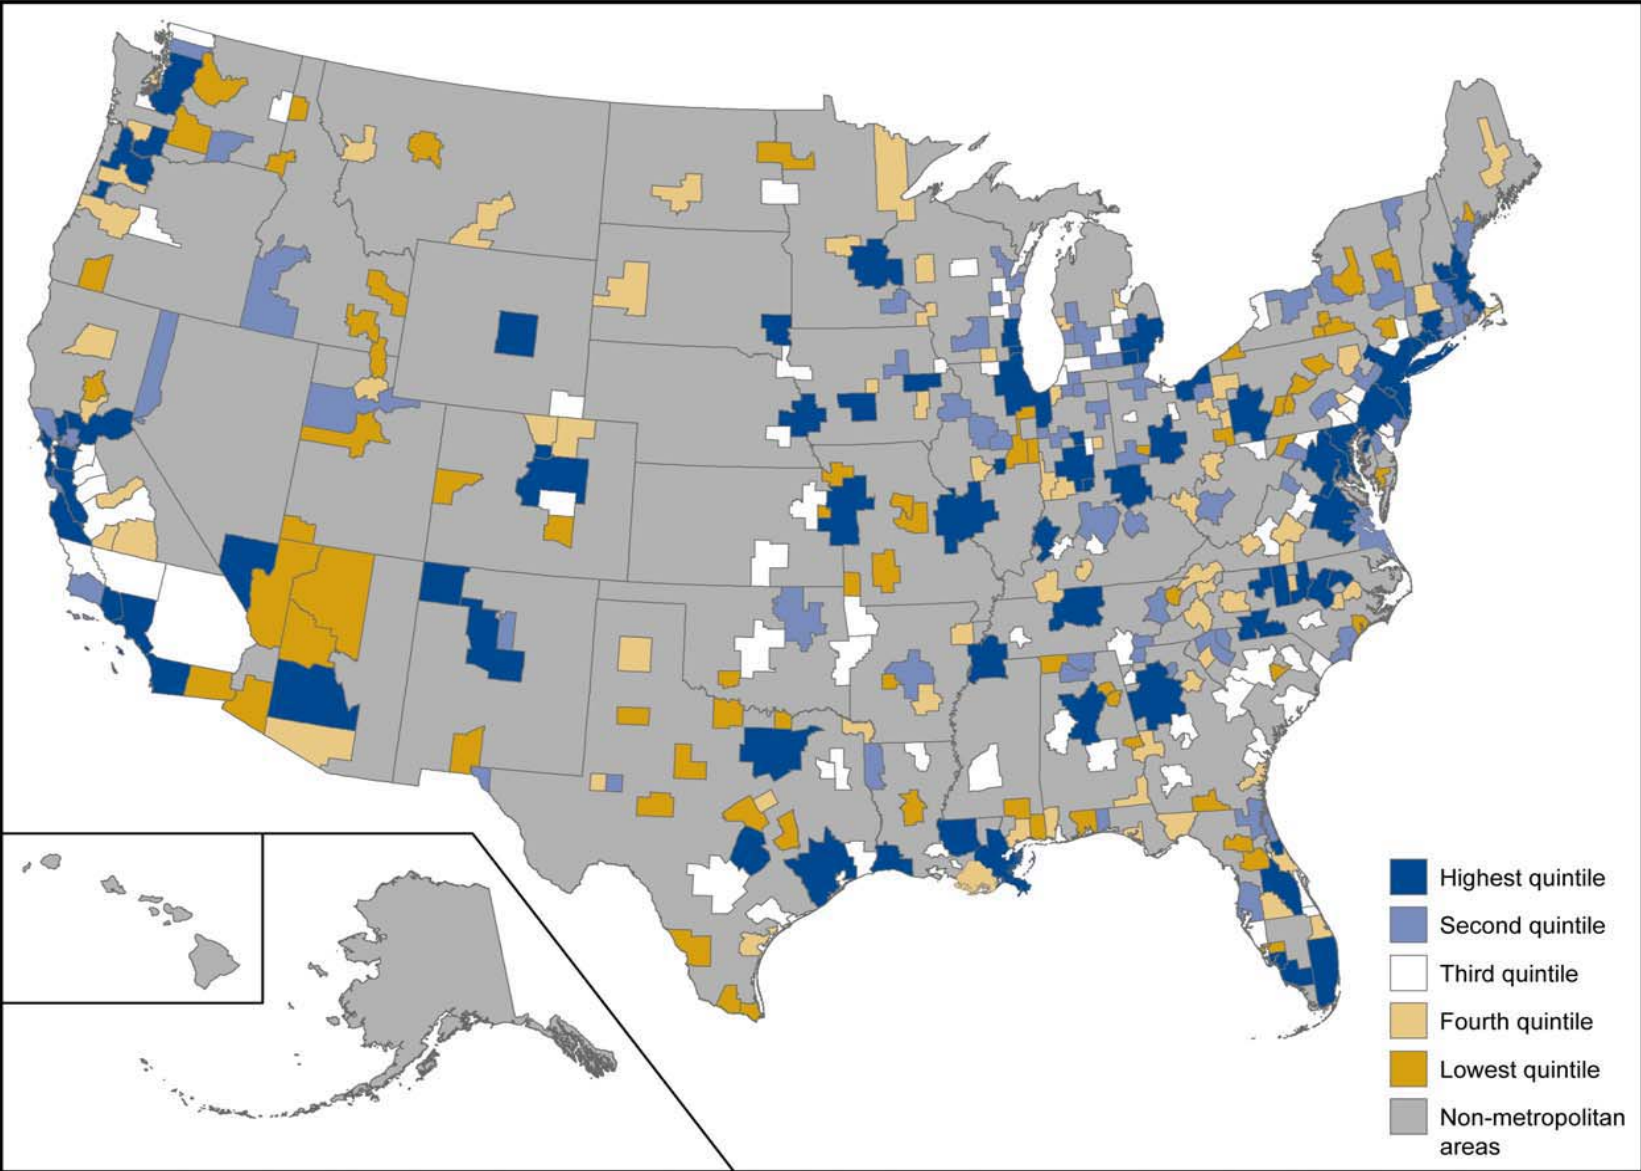 Highest quintile
Second quintile
Third quintile
Fourth quintile
Lowest quintile
Non-metropolitan
areas